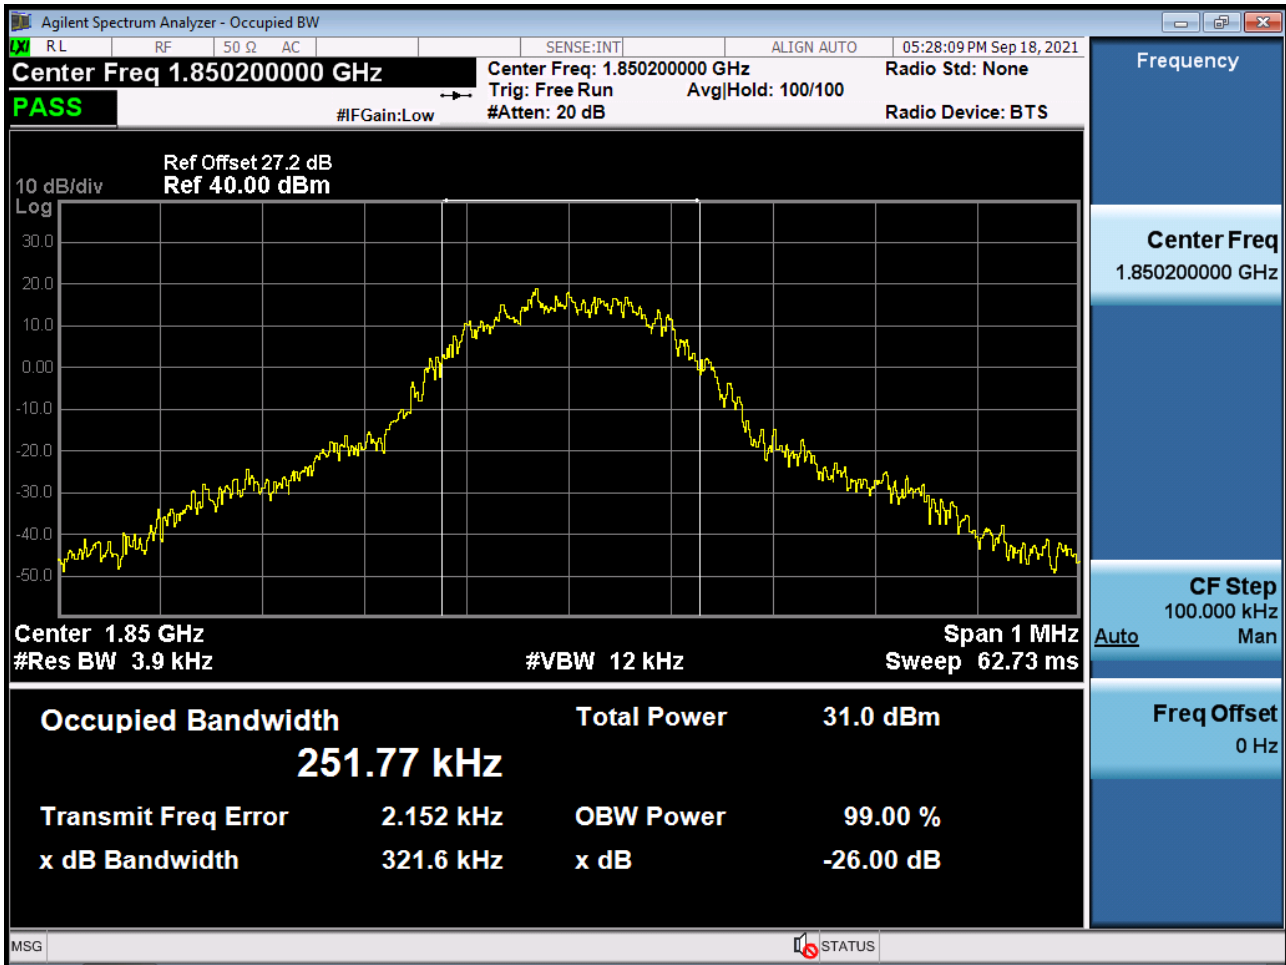 Agilent Spectrum Analyzer - Occupied BW
LXI RL RF 50 Ω AC SENSE:INT ALIGN AUTO 05:28:09 PM Sep 18, 2021
Center Freq 1.850200000 GHz
PASS
#IFGain:Low
Center Freq: 1.850200000 GHz
Trig: Free Run Avg|Hold: 100/100
#Atten: 20 dB
Radio Std: None
Radio Device: BTS
Ref Offset 27.2 dB
10 dB/div Ref 40.00 dBm
Log
30.0
20.0
10.0
0.00
-10.0
-20.0
-30.0
-40.0
-50.0
Center 1.85 GHz Span 1 MHz
#Res BW 3.9 kHz #VBW 12 kHz Sweep 62.73 ms
Occupied Bandwidth Total Power 31.0 dBm
251.77 kHz
Transmit Freq Error 2.152 kHz OBW Power 99.00 %
x dB Bandwidth 321.6 kHz x dB -26.00 dB
MSG STATUS
Frequency
Center Freq
1.850200000 GHz
CF Step
100.000 kHz
Auto Man
Freq Offset
0 Hz